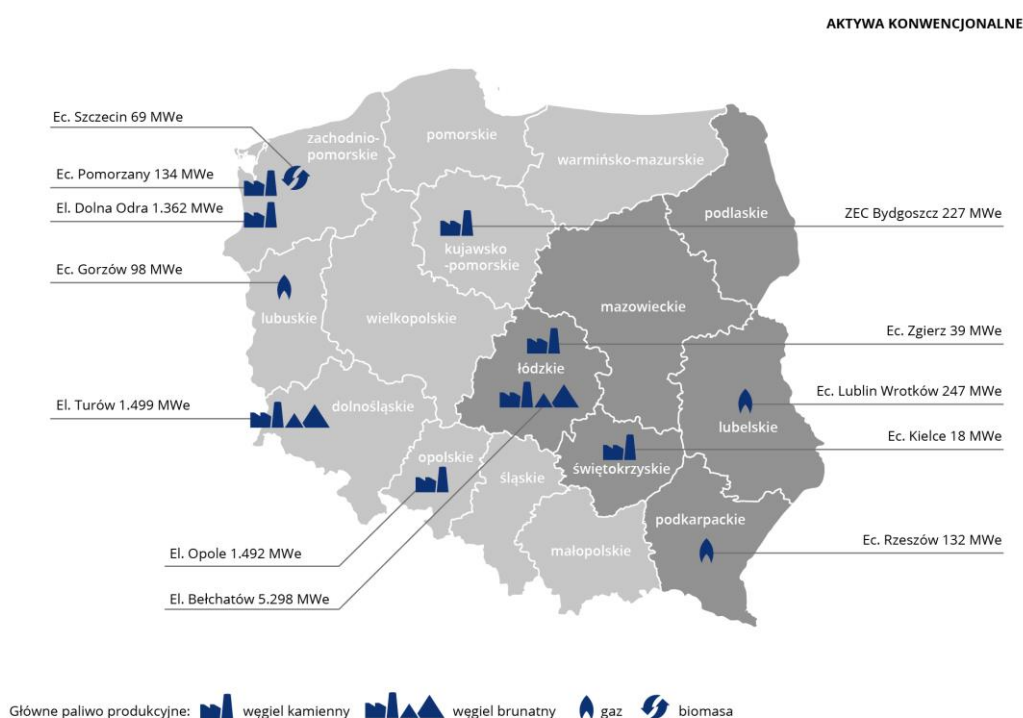 AKTYWA KONWENCJONALNE
Ec. Szczecin 69 MWe
zachodnio-
pomorskie
pomorskie
warmińsko-mazurskie
Ec. Pomorzany 134 MWe
El. Dolna Odra 1.362 MWe
podlaskie
ZEC Bydgoszcz 227 MWe
kujawsko
-pomorskie
Ec. Gorzów 98 MWe
lubuskie
wielkopolskie
mazowieckie
Ec. Zgierz 39 MWe
łódzkie
Ec. Lublin Wrotków 247 MWe
El. Turów 1.499 MWe
dolnośląskie
lubelskie
Ec. Kielce 18 MWe
opolskie
śląskie
świętokrzyskie
podkarpackie
Ec. Rzeszów 132 MWe
El. Opole 1.492 MWe
małopolskie
El. Bełchatów 5.298 MWe
Główne paliwo produkcyjne: węgiel kamienny węgiel brunatny gaz biomasa